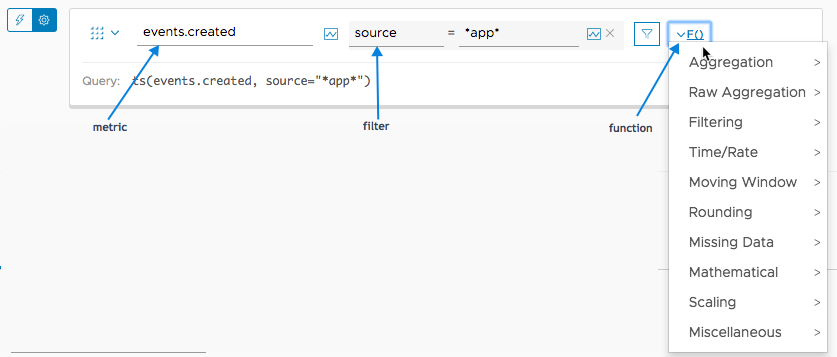 events.created source = *app* F()
Query: ts(events.created, source="*app*")
metric filter function
Aggregation >
Raw Aggregation >
Filtering >
Time/Rate >
Moving Window >
Rounding >
Missing Data >
Mathematical >
Scaling >
Miscellaneous >